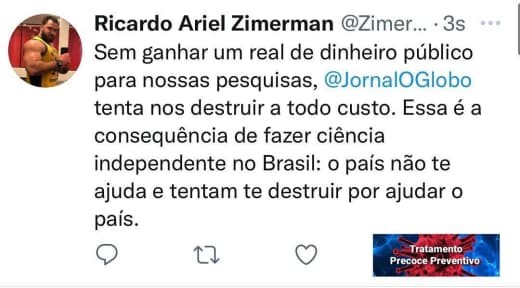 Ricardo Ariel Zimerman @Zimer... · 3s
Sem ganhar um real de dinheiro público
para nossas pesquisas, @JornalOGlobo
tenta nos destruir a todo custo. Essa é a
consequência de fazer ciência
independente no Brasil: o país não te
ajuda e tentam te destruir por ajudar o
país.
Tratamento
Precoce Preventivo